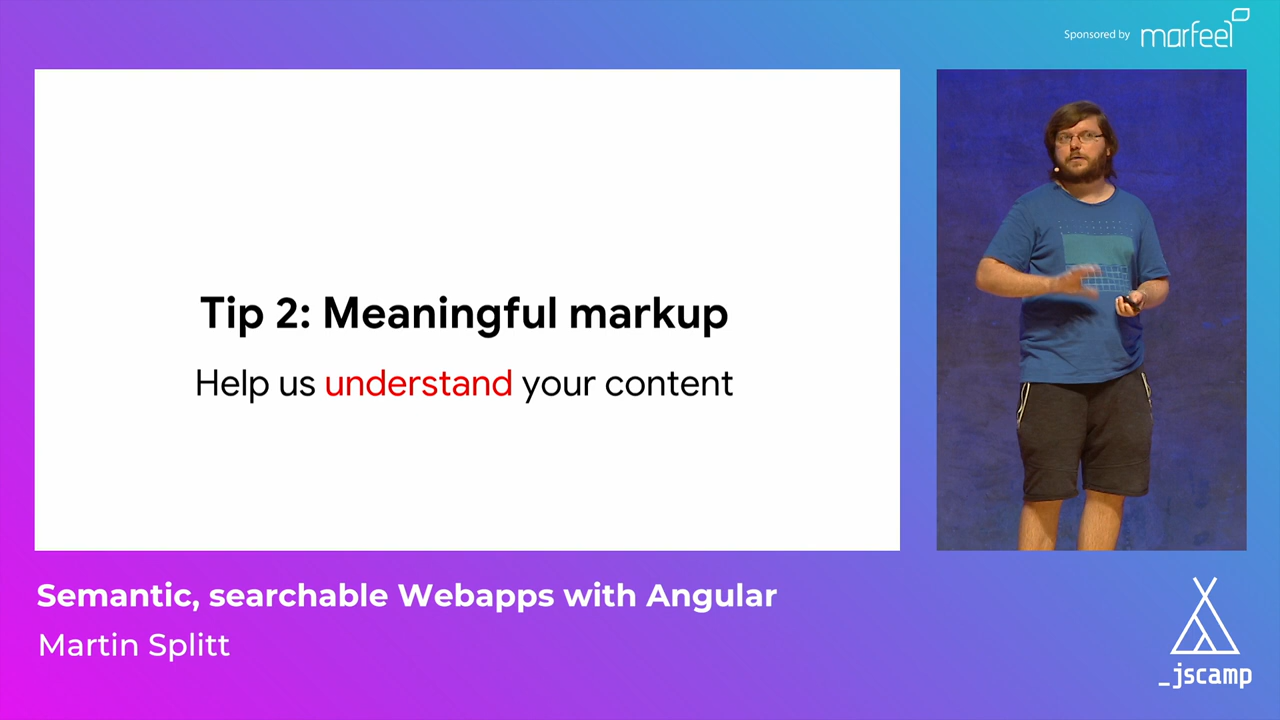 Sponsored by marfeel
Tip 2: Meaningful markup
Help us understand your content
Semantic, searchable Webapps with Angular
Martin Splitt
_jscamp